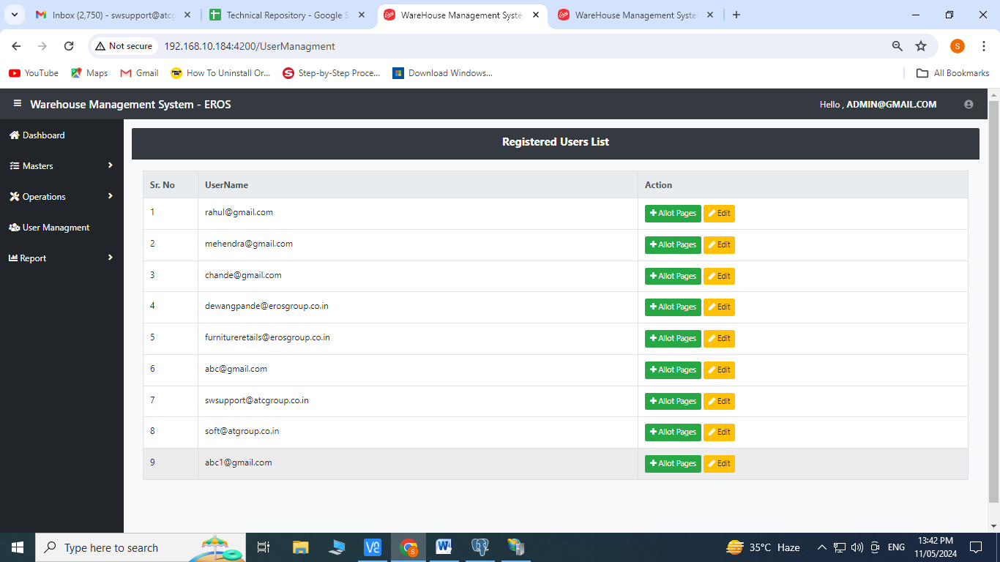 Inbox (2,750) - swsupport@atcg
Technical Repository - Google S
WareHouse Management Syste
WareHouse Management Syste
Not secure
192.168.10.184:4200/UserManagment
S
YouTube
Maps
Gmail
How To Uninstall Or...
Step-by-Step Proce...
Download Windows...
All Bookmarks
Warehouse Management System - EROS
Hello , ADMIN@GMAIL.COM
Dashboard
Masters
Operations
User Managment
Report
Registered Users List
Sr. No UserName Action
1 rahul@gmail.com Allot Pages Edit
2 mehendra@gmail.com Allot Pages Edit
3 chande@gmail.com Allot Pages Edit
4 dewangpande@erosgroup.co.in Allot Pages Edit
5 furnitureretails@erosgroup.co.in Allot Pages Edit
6 abc@gmail.com Allot Pages Edit
7 swsupport@atcgroup.co.in Allot Pages Edit
8 soft@atgroup.co.in Allot Pages Edit
9 abc1@gmail.com Allot Pages Edit
Type here to search
35°C Haze
ENG
13:42 PM
11/05/2024